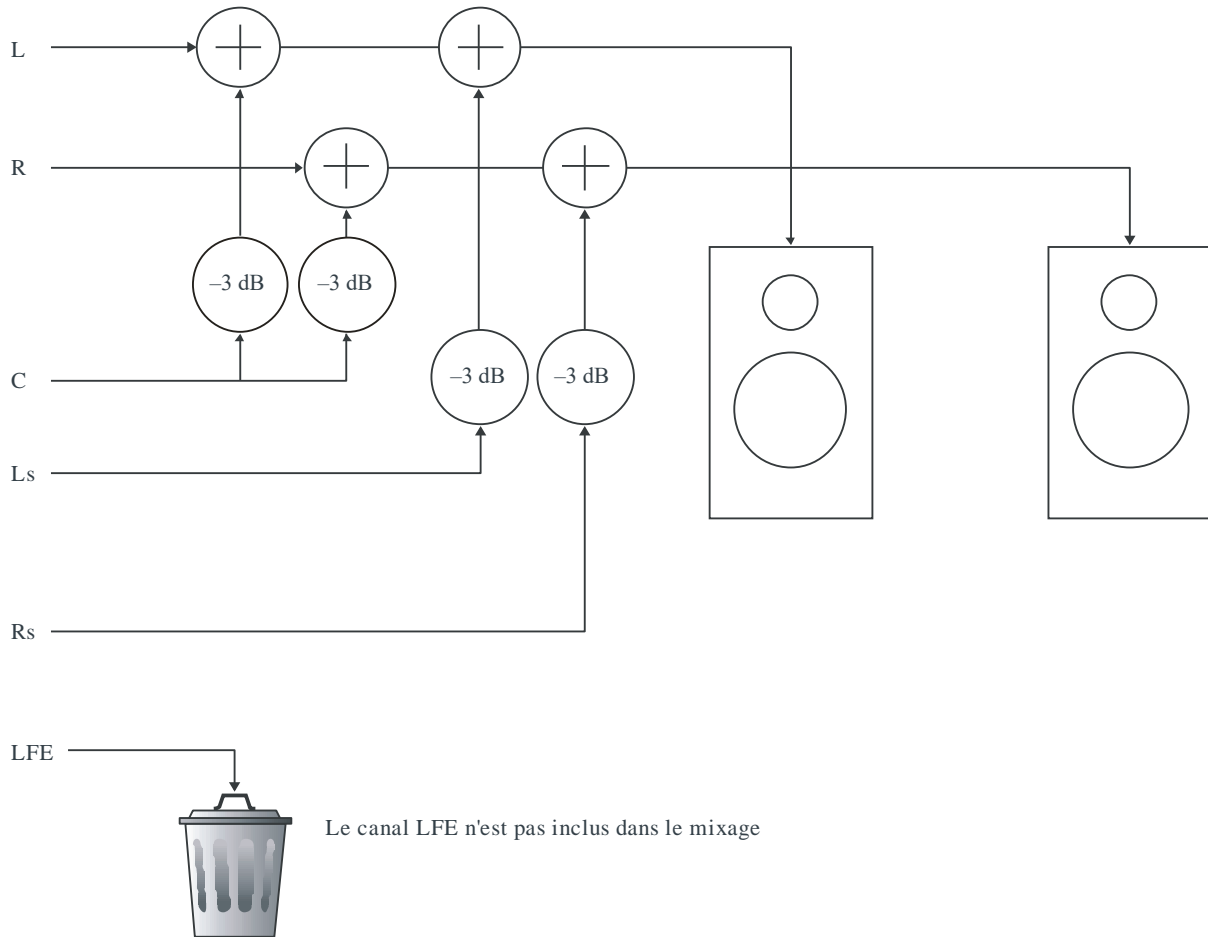 L
R
–3 dB
–3 dB
C
–3 dB
–3 dB
Ls
Rs
LFE
Le canal LFE n'est pas inclus dans le mixage